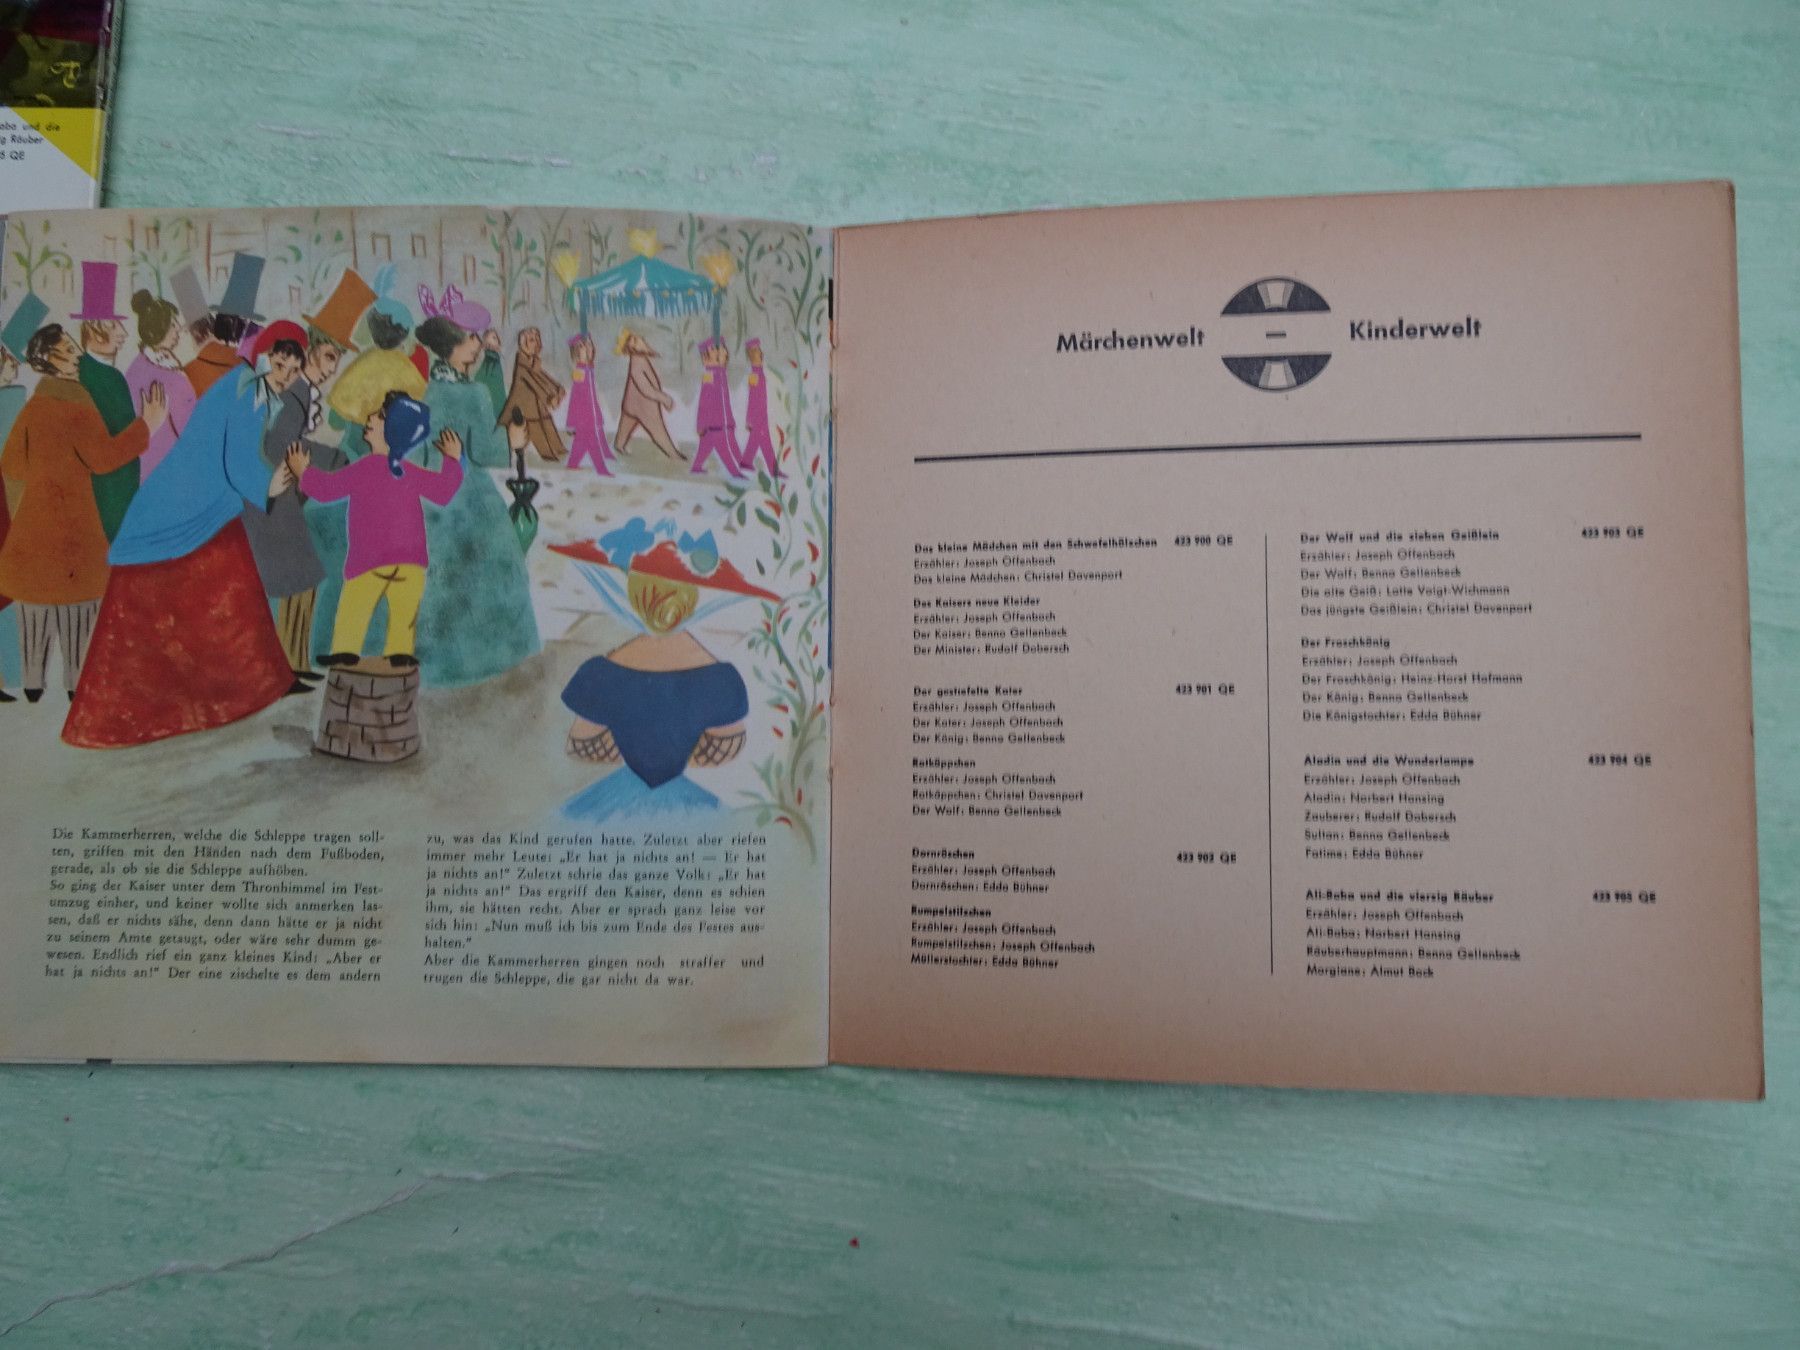 aba und die
ig Räuber
5 QE
Die Kammerherren, welche die Schleppe tragen soll-
ten, griffen mit den Händen nach dem Fußboden,
gerade, als ob sie die Schleppe aufhöben.
So ging der Kaiser unter dem Thronhimmel im Fest-
umzug einher, und keiner wollte sich anmerken las-
sen, daß er nichts sähe, denn dann hätte er ja nicht
zu seinem Amte getaugt, oder wäre sehr dumm ge-
wesen. Endlich rief ein ganz kleines Kind: „Aber er
hat ja nichts an!" Der eine zischelte es dem andern
zu, was das Kind gerufen hatte. Zuletzt aber riefen
immer mehr Leute: „Er hat ja nichts an! — Er hat
ja nichts an!" Zuletzt schrie das ganze Volk: „Er hat
ja nichts an!" Das ergriff den Kaiser, denn es schien
ihm, sie hätten recht. Aber er sprach ganz leise vor
sich hin: „Nun muß ich bis zum Ende des Festes aus-
halten."
Aber die Kammerherren gingen noch straffer und
trugen die Schleppe, die gar nicht da war.
Märchenwelt – Kinderwelt
Das kleine Mädchen mit den Schwefelhölzchen 423 900 QE
Erzähler: Joseph Offenbach
Das kleine Mädchen: Christel Davenport
Des Kaisers neue Kleider
Erzähler: Joseph Offenbach
Der Kaiser: Benno Gellenbeck
Der Minister: Rudolf Dobersch
Der gestiefelte Kater 423 901 QE
Erzähler: Joseph Offenbach
Der Kater: Joseph Offenbach
Der König: Benno Gellenbeck
Rotkäppchen
Erzähler: Joseph Offenbach
Rotkäppchen: Christel Davenport
Der Wolf: Benno Gellenbeck
Dornröschen 423 902 QE
Erzähler: Joseph Offenbach
Dornröschen: Edda Bühner
Rumpelstilzchen
Erzähler: Joseph Offenbach
Rumpelstilzchen: Joseph Offenbach
Müllerstochter: Edda Bühner
Der Wolf und die sieben Geißlein 423 903 QE
Erzähler: Joseph Offenbach
Der Wolf: Benno Gellenbeck
Die alte Geiß: Lotte Voigt-Wichmann
Das jüngste Geißlein: Christel Davenport
Der Froschkönig
Erzähler: Joseph Offenbach
Der Froschkönig: Heinz-Horst Hofmann
Der König: Benno Gellenbeck
Die Königstochter: Edda Bühner
Aladin und die Wunderlampe 423 904 QE
Erzähler: Joseph Offenbach
Aladin: Norbert Hansing
Zauberer: Rudolf Dobersch
Sultan: Benno Gellenbeck
Fatime: Edda Bühner
Ali-Baba und die vierzig Räuber 423 905 QE
Erzähler: Joseph Offenbach
Ali-Baba: Norbert Hansing
Räuberhauptmann: Benno Gellenbeck
Morgiane: Almut Bock